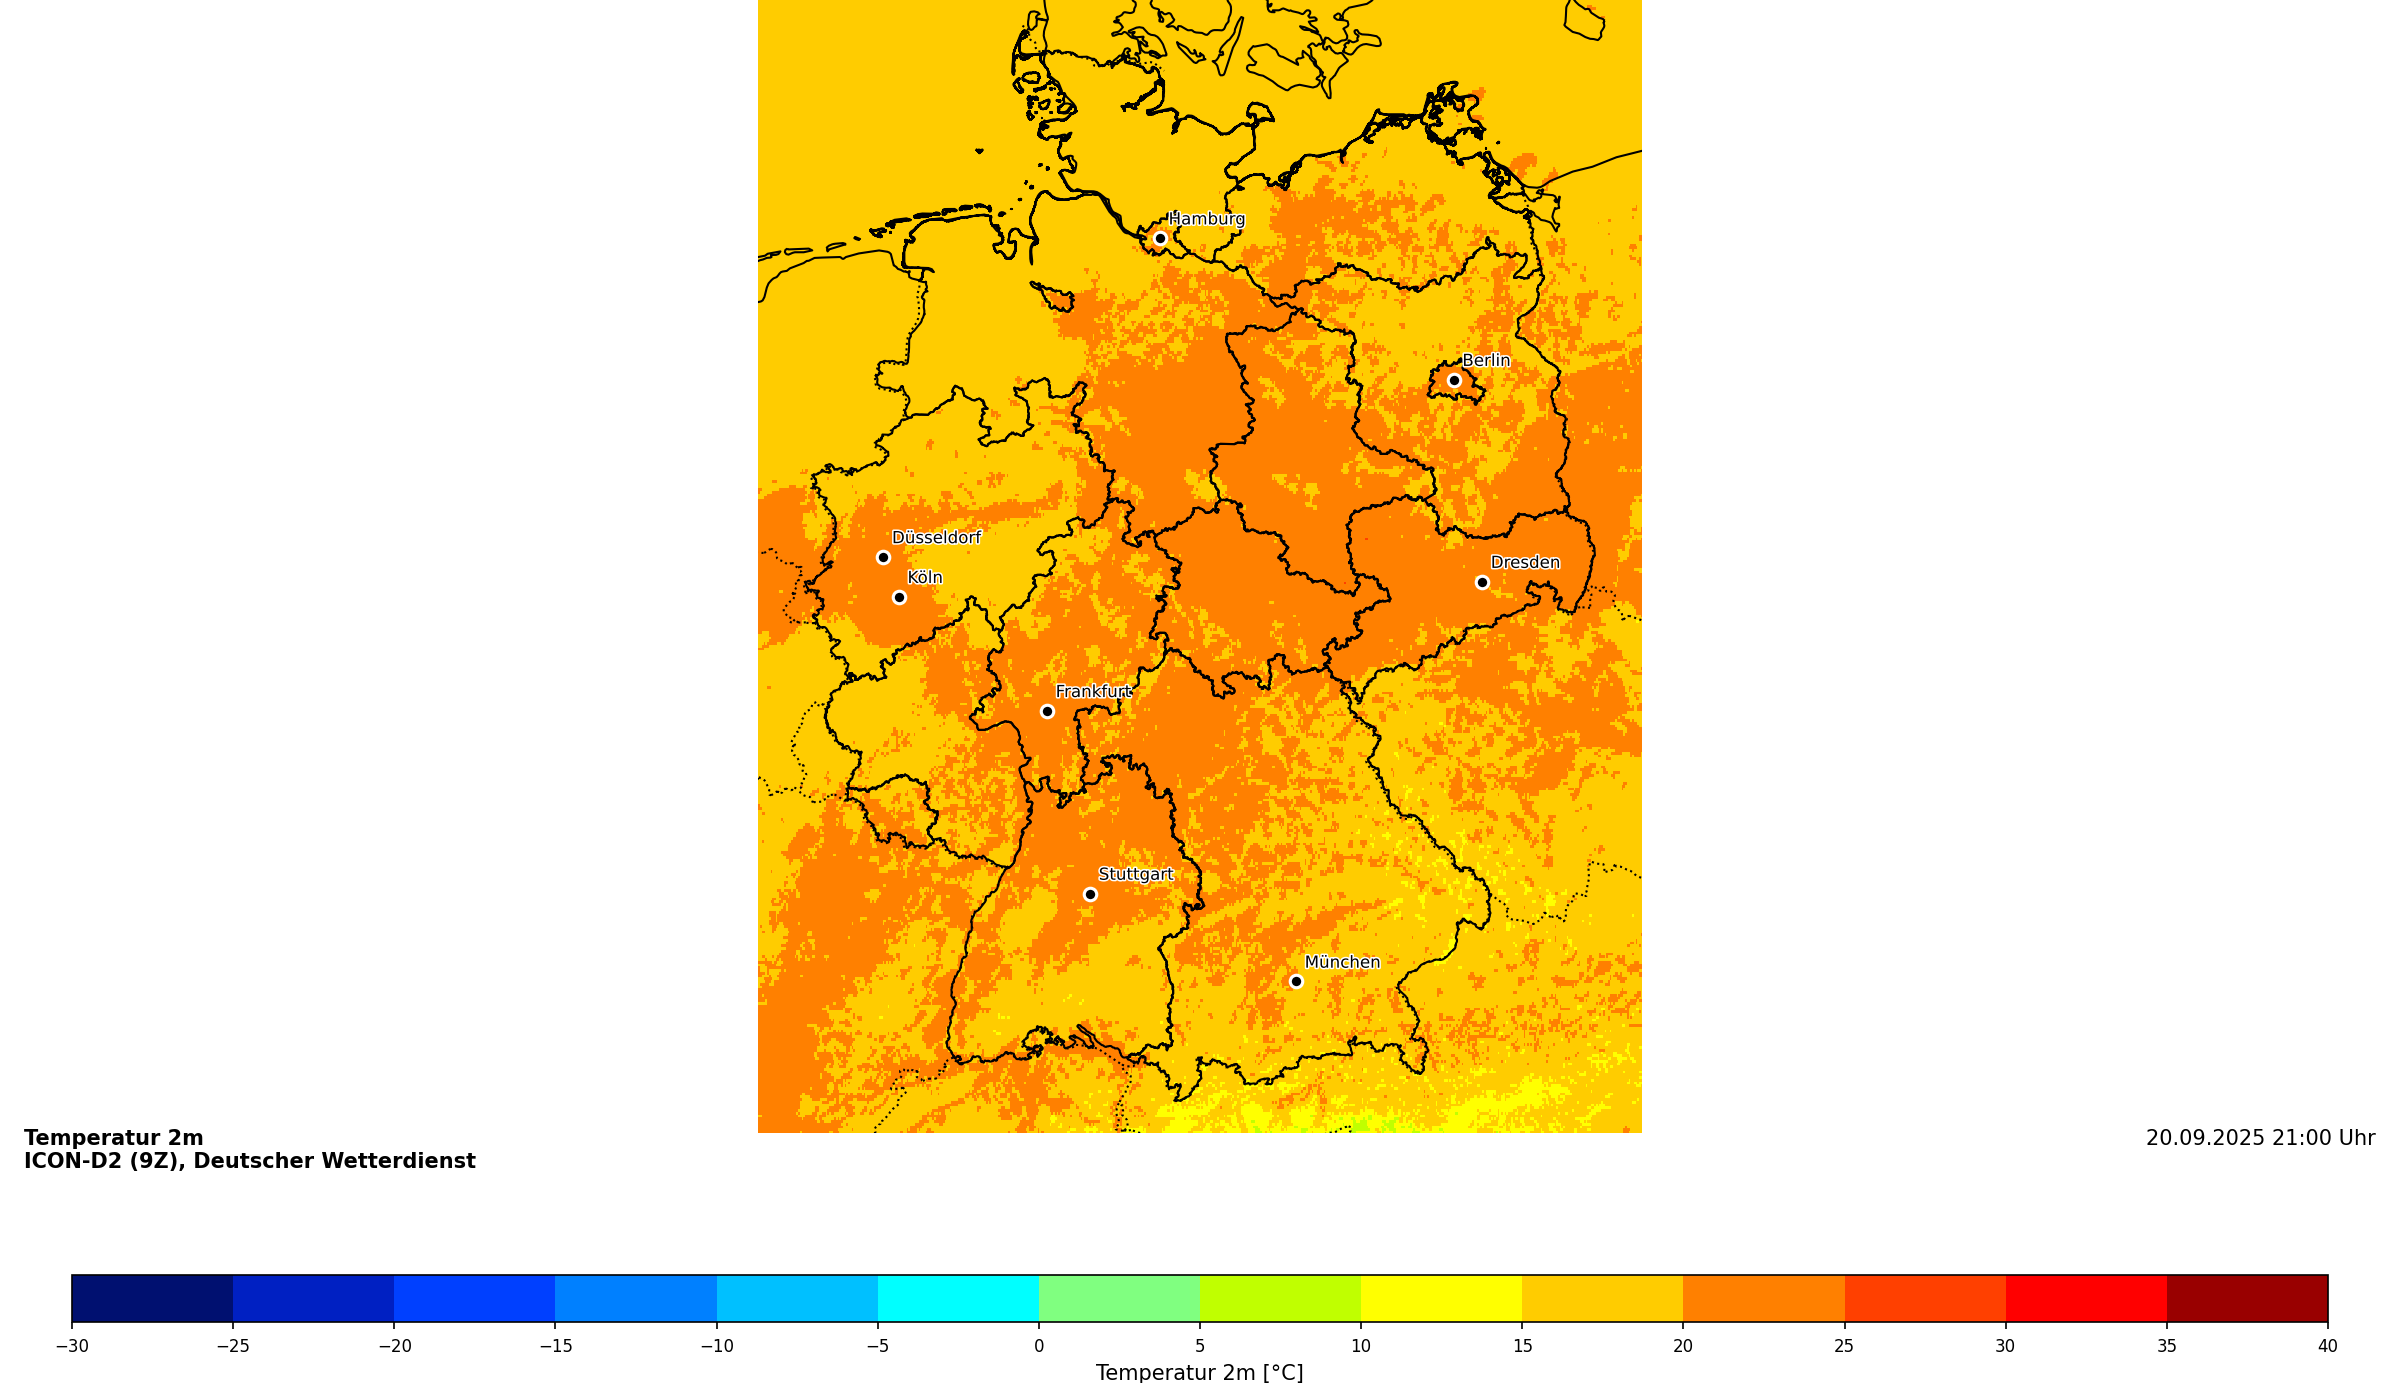 Hamburg
Berlin
Düsseldorf
Köln
Dresden
Frankfurt
Stuttgart
München
Temperatur 2m
ICON-D2 (9Z), Deutscher Wetterdienst
20.09.2025 21:00 Uhr
−30 −25 −20 −15 −10 −5 0 5 10 15 20 25 30 35 40
Temperatur 2m [°C]